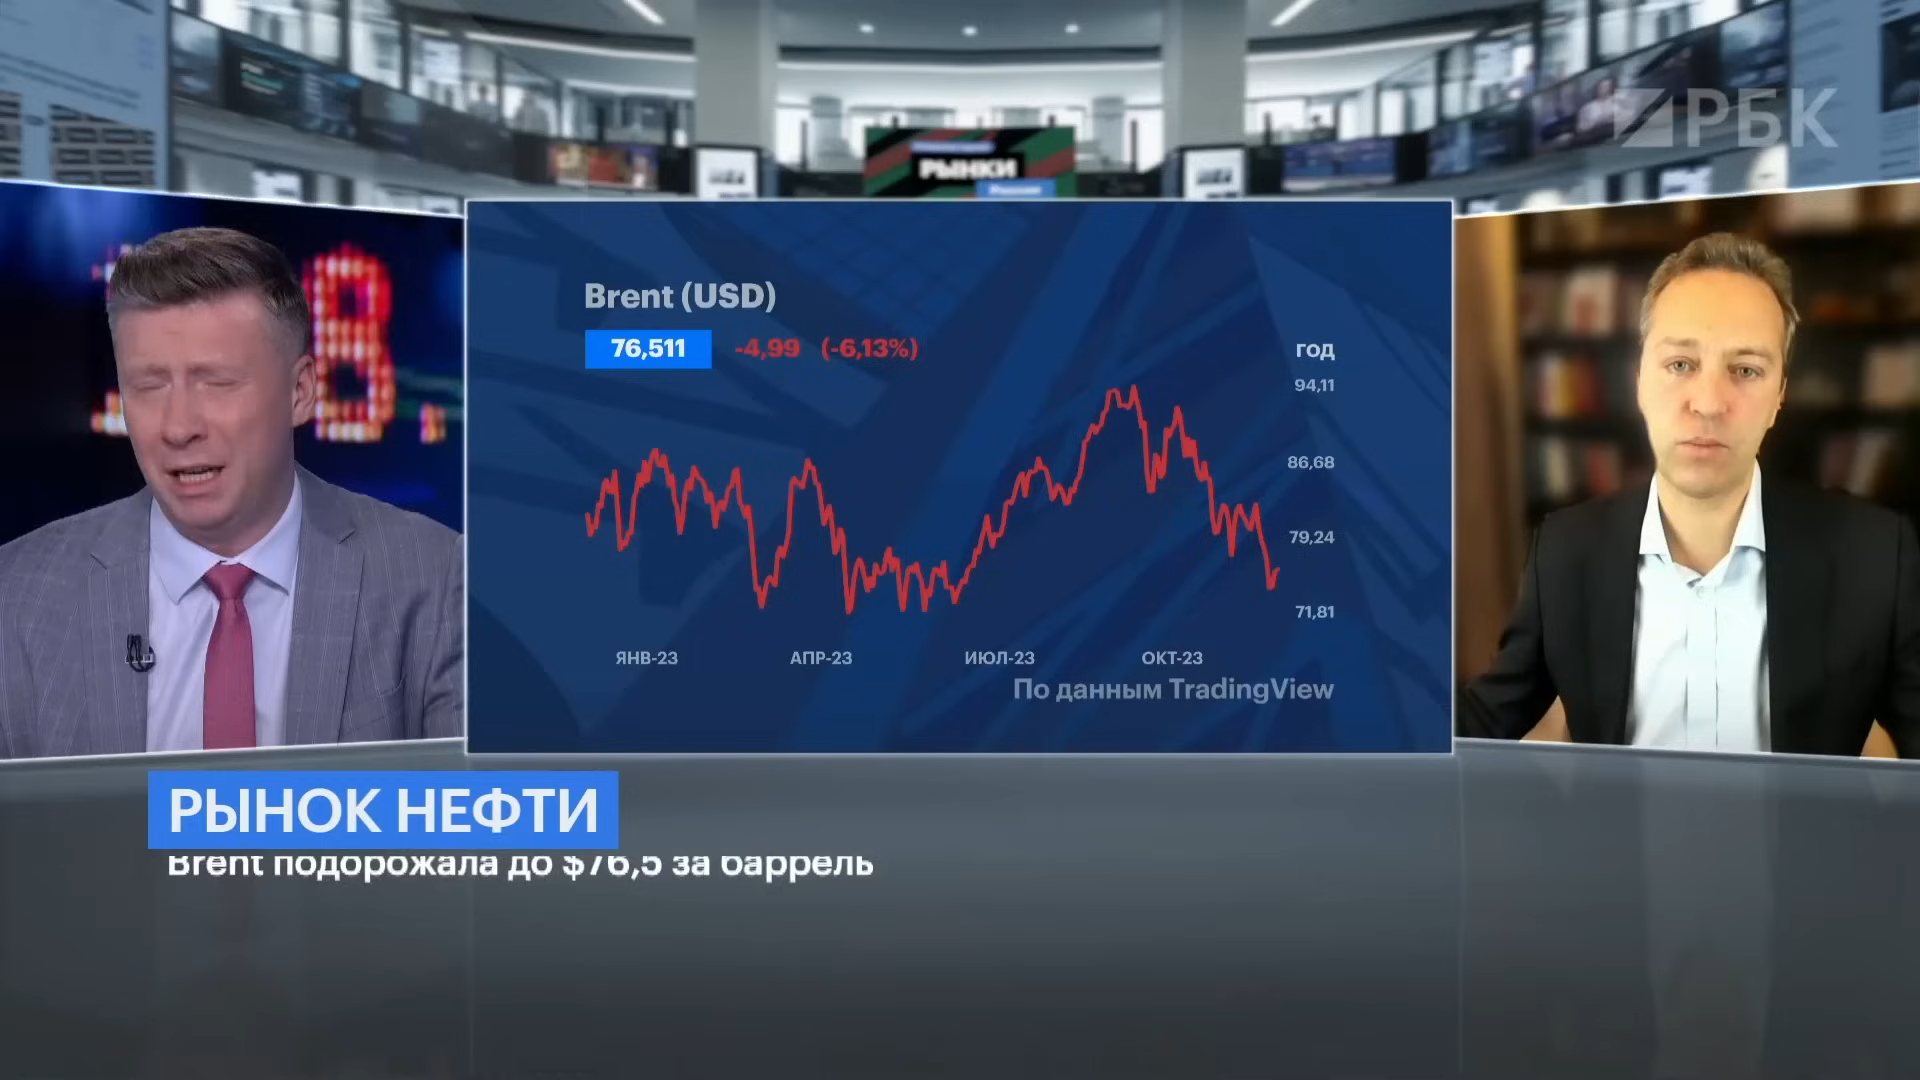 РБК
РЫНКИ
Brent (USD)
76,511 -4,99 (-6,13%)
ГОД
94,11
86,68
79,24
71,81
ЯНВ-23 АПР-23 ИЮЛ-23 ОКТ-23
По данным TradingView
РЫНОК НЕФТИ
Brent подорожала до $76,5 за баррель